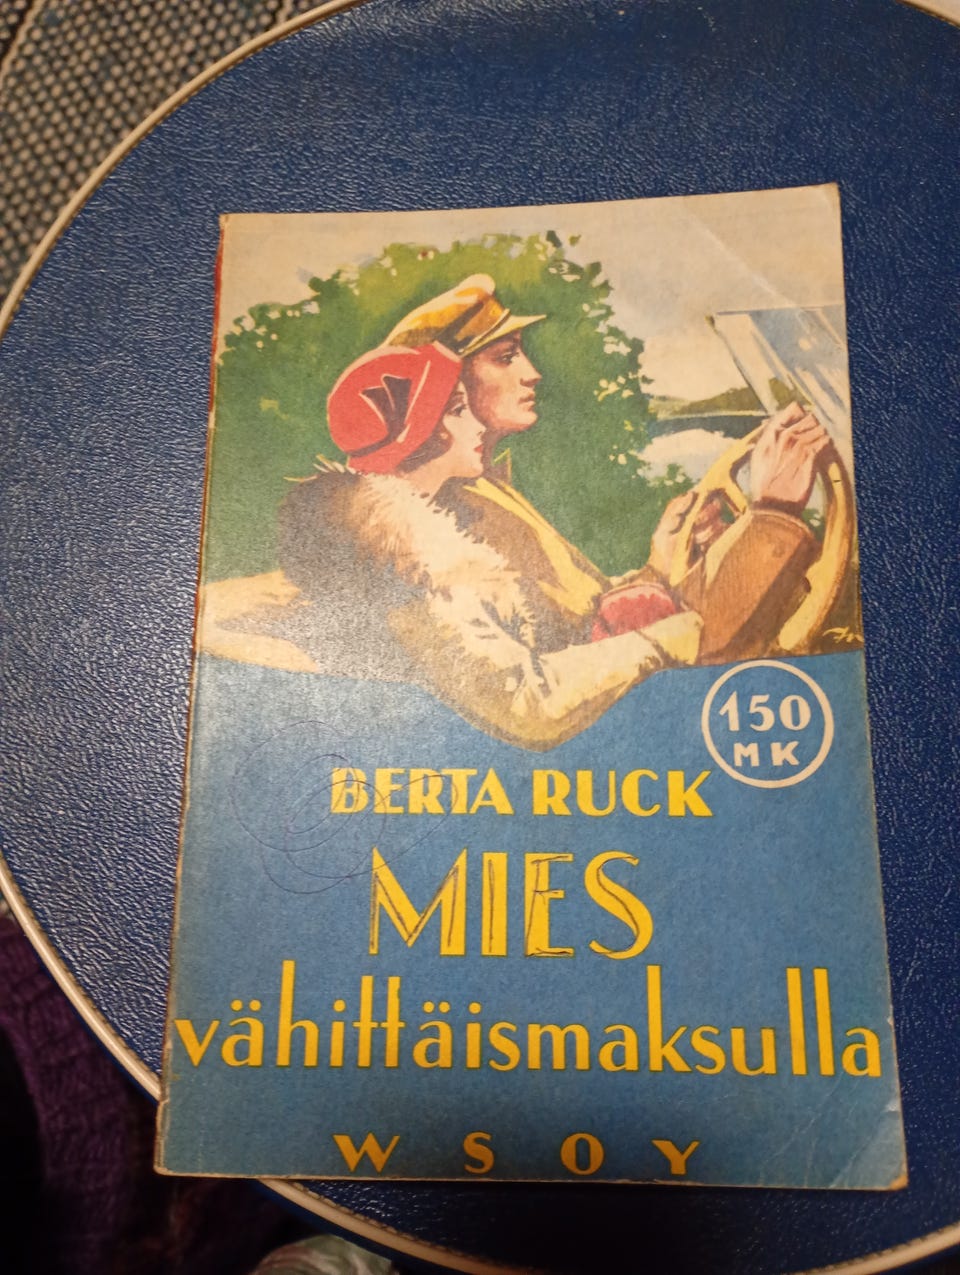 150
MK
BERTA RUCK
MIES
vähittäismaksulla
WSOY